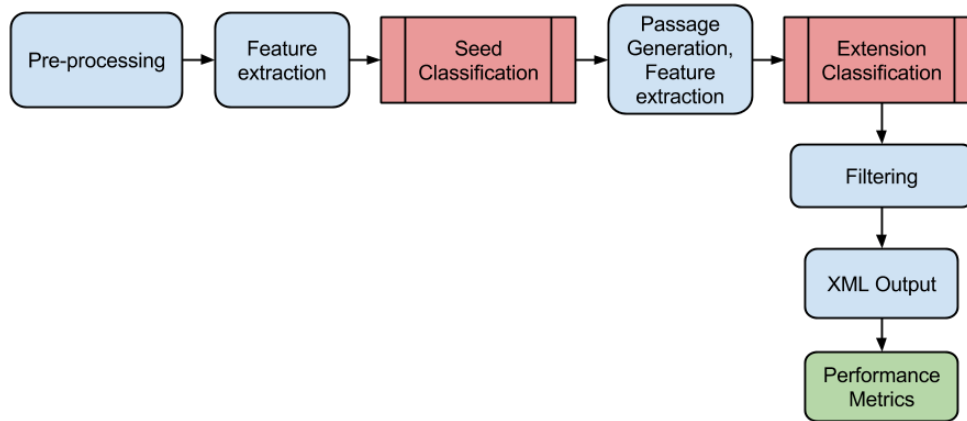 Pre-processing
Feature
extraction
Seed
Classification
Passage
Generation,
Feature
extraction
Extension
Classification
Filtering
XML Output
Performance
Metrics